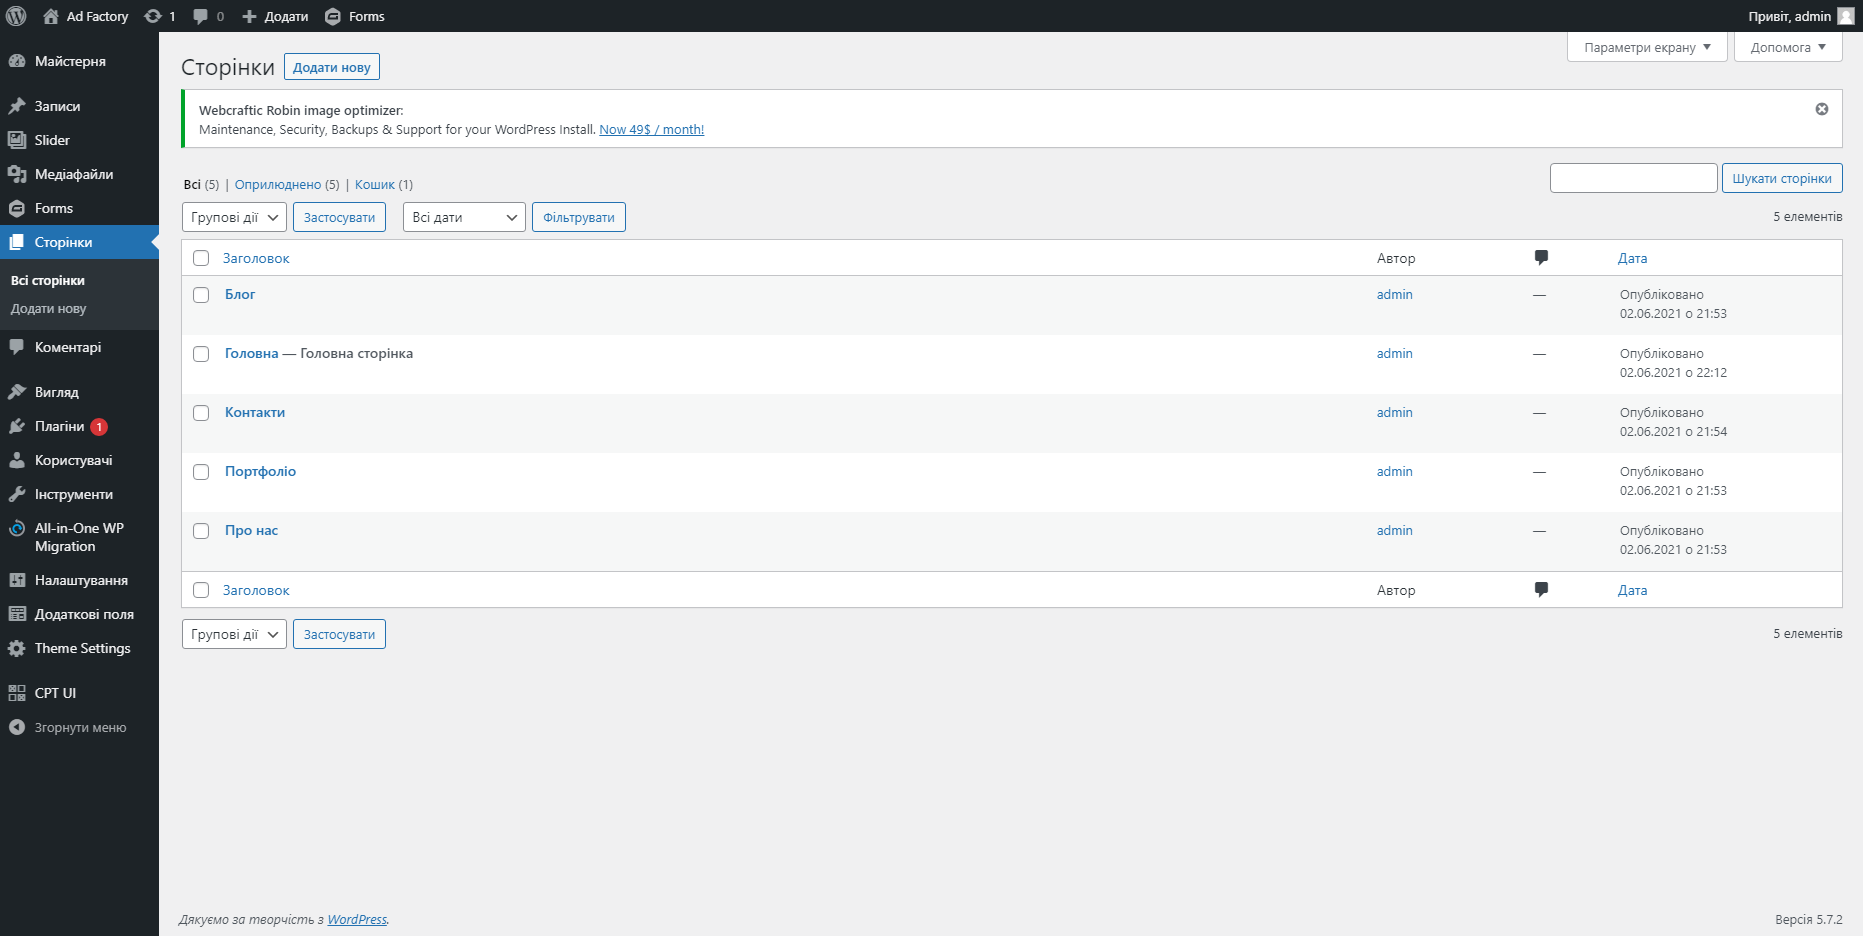 Ad Factory 1 0 Додати Forms Привіт, admin
Майстерня
Записи
Slider
Медіафайли
Forms
Сторінки
Всі сторінки
Додати нову
Коментарі
Вигляд
Плагіни 1
Користувачі
Інструменти
All-in-One WP
Migration
Налаштування
Додаткові поля
Theme Settings
CPT UI
Згорнути меню
Параметри екрану Допомога
Сторінки Додати нову
Webcraftic Robin image optimizer:
Maintenance, Security, Backups & Support for your WordPress Install. Now 49$ / month!
Всі (5) | Оприлюднено (5) | Кошик (1)
Шукати сторінки
Групові дії Застосувати Всі дати Фільтрувати 5 елементів
Заголовок Автор Дата
Блог admin — Опубліковано
02.06.2021 о 21:53
Головна — Головна сторінка admin — Опубліковано
02.06.2021 о 22:12
Контакти admin — Опубліковано
02.06.2021 о 21:54
Портфоліо admin — Опубліковано
02.06.2021 о 21:53
Про нас admin — Опубліковано
02.06.2021 о 21:53
Заголовок Автор Дата
Групові дії Застосувати 5 елементів
Дякуємо за творчість з WordPress. Версія 5.7.2